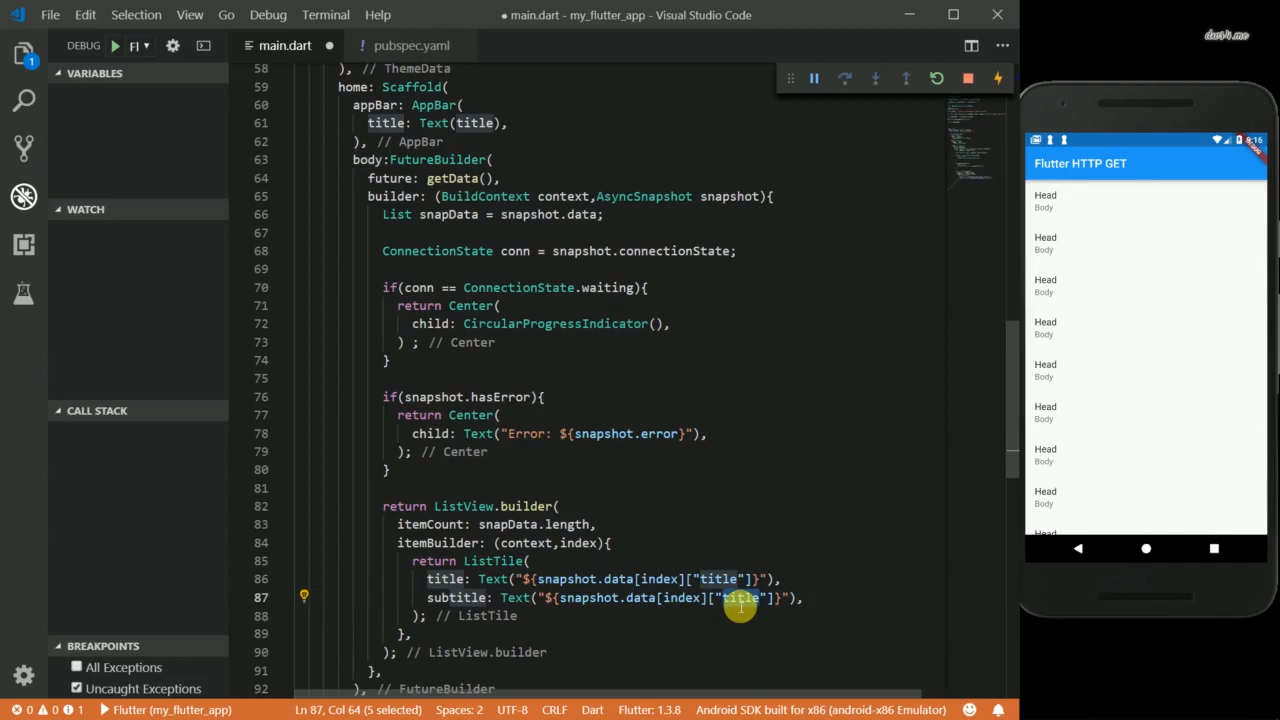 File Edit Selection View Go Debug Terminal Help
● main.dart - my_flutter_app - Visual Studio Code
DEBUG Fl
main.dart ●
! pubspec.yaml
VARIABLES
WATCH
CALL STACK
BREAKPOINTS
All Exceptions
Uncaught Exceptions
58 ), // ThemeData
59 home: Scaffold(
60 appBar: AppBar(
61 title: Text(title),
62 ), // AppBar
63 body:FutureBuilder(
64 future: getData(),
65 builder: (BuildContext context,AsyncSnapshot snapshot){
66 List snapData = snapshot.data;
67
68 ConnectionState conn = snapshot.connectionState;
69
70 if(conn == ConnectionState.waiting){
71 return Center(
72 child: CircularProgressIndicator(),
73 ) ; // Center
74 }
75
76 if(snapshot.hasError){
77 return Center(
78 child: Text("Error: ${snapshot.error}"),
79 ); // Center
80 }
81
82 return ListView.builder(
83 itemCount: snapData.length,
84 itemBuilder: (context,index){
85 return ListTile(
86 title: Text("${snapshot.data[index]["title"]}"),
87 subtitle: Text("${snapshot.data[index]["title"]}"),
88 ); // ListTile
89 },
90 ); // ListView.builder
91 },
92 ), // FutureBuilder
0 0 1 Flutter (my_flutter_app) Ln 87, Col 64 (5 selected) Spaces: 2 UTF-8 CRLF Dart Flutter: 1.3.8 Android SDK built for x86 (android-x86 Emulator)
1
dart4.me
Flutter HTTP GET
Head
Body
Head
Body
Head
Body
Head
Body
Head
Body
Head
Body
Head
Body
Head
Body
Head